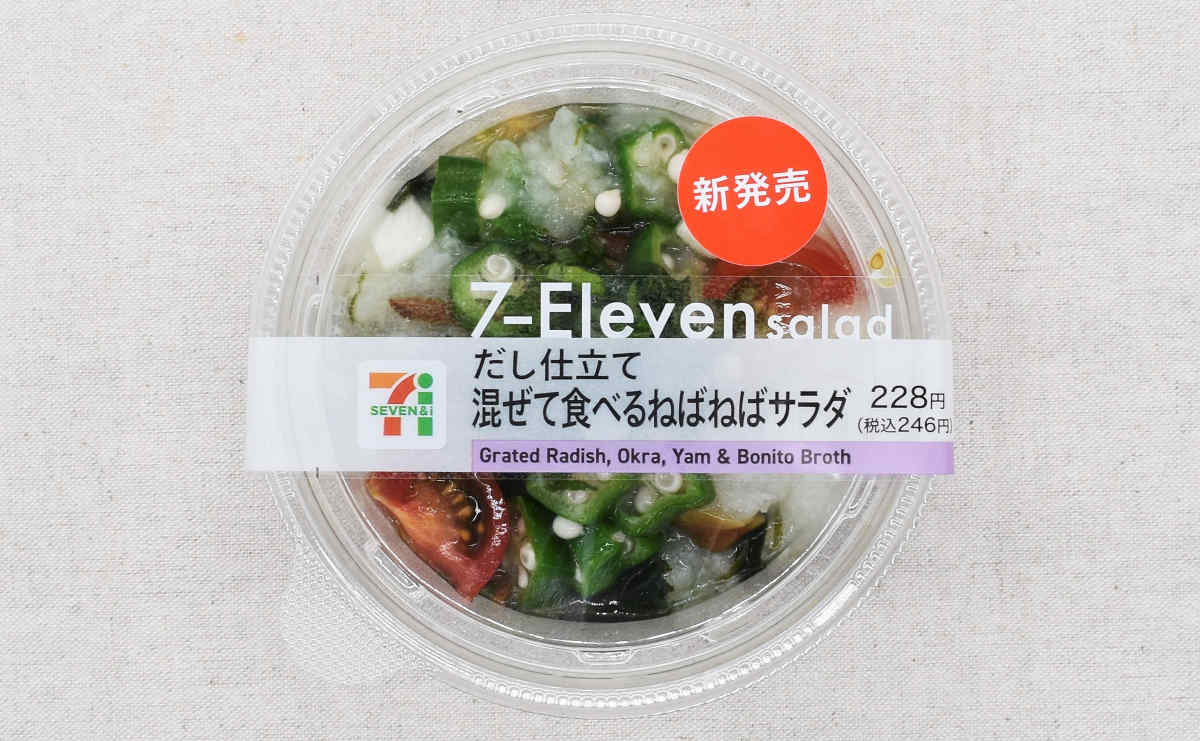 新発売
7-Eleven salad
SEVEN&i
だし仕立て
混ぜて食べるねばねばサラダ 228円
(税込246円)
Grated Radish, Okra, Yam & Bonito Broth